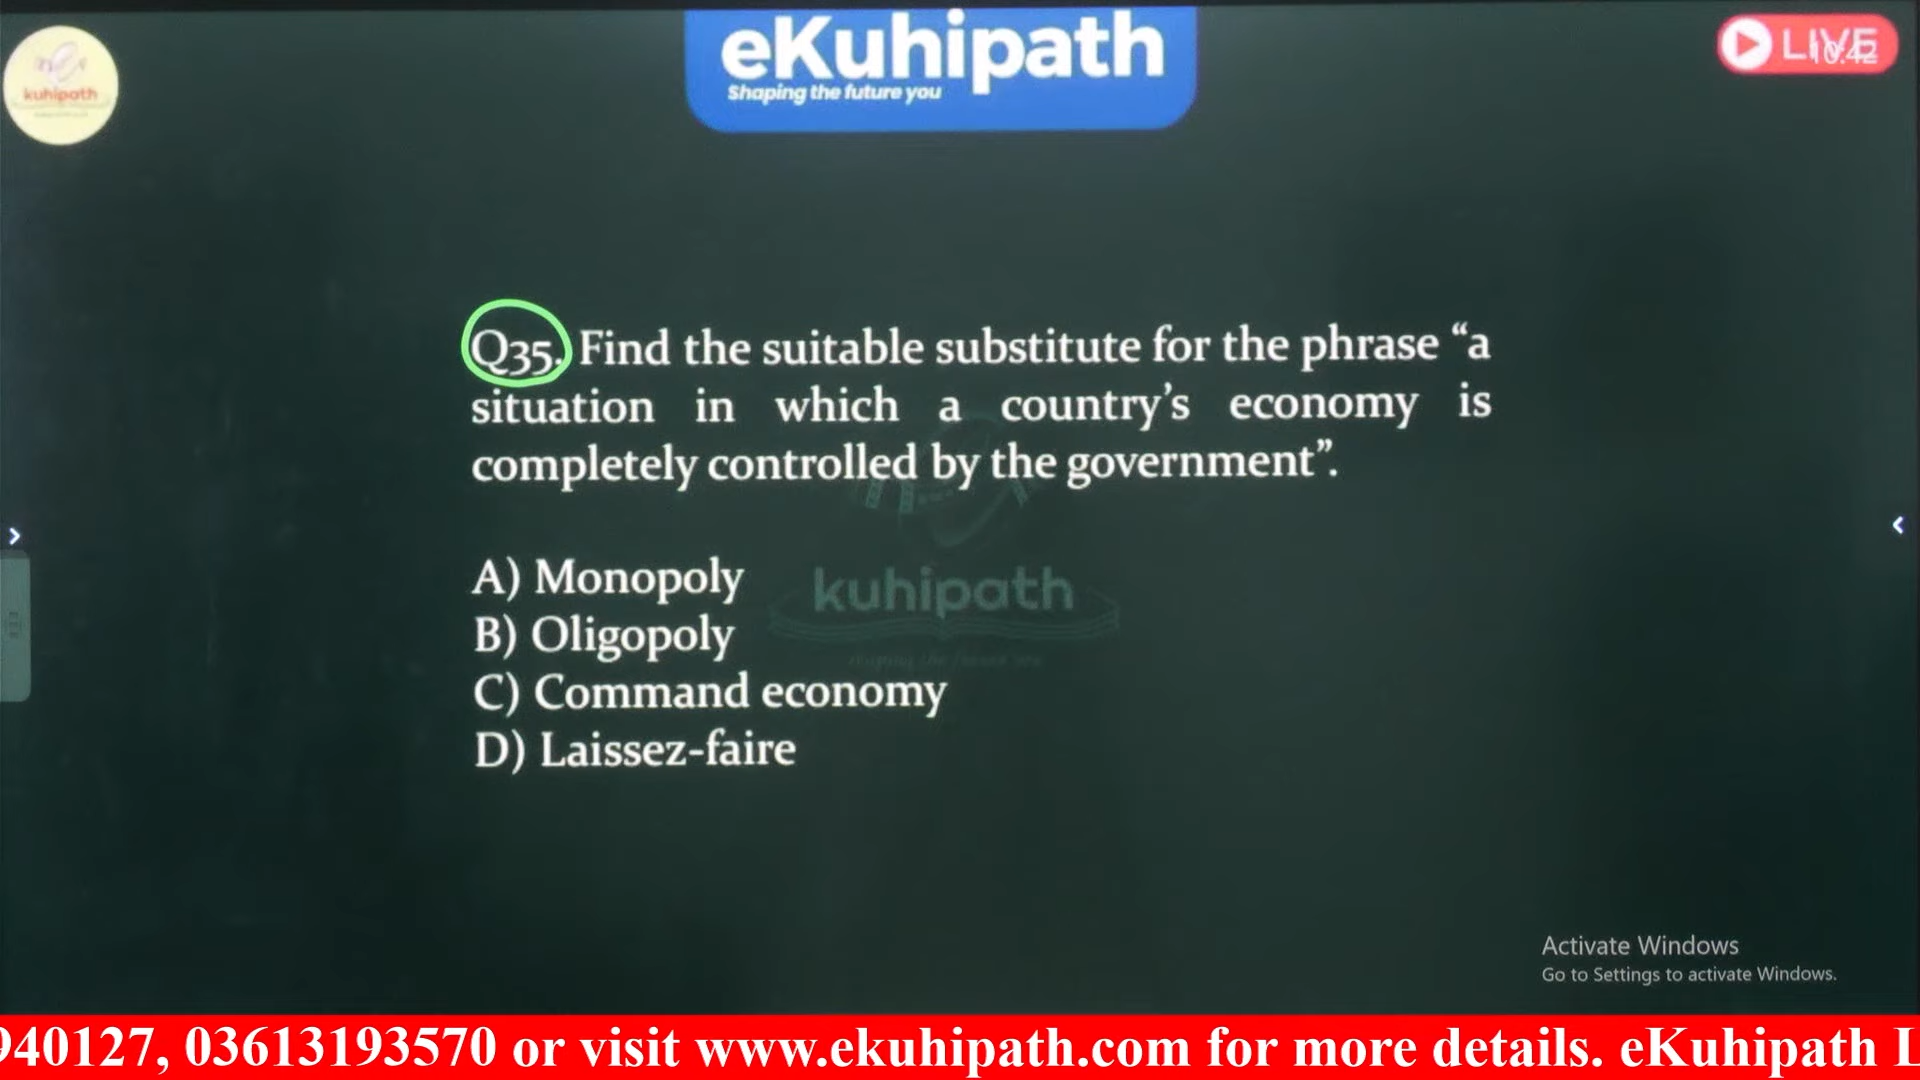 eKuhipath
Shaping the future you
kuhipath
LIVE
10:42
Q35. Find the suitable substitute for the phrase “a
situation in which a country’s economy is
completely controlled by the government”.
kuhipath
A) Monopoly
B) Oligopoly
C) Command economy
D) Laissez-faire
Activate Windows
Go to Settings to activate Windows.
940127, 03613193570 or visit www.ekuhipath.com for more details. eKuhipath L